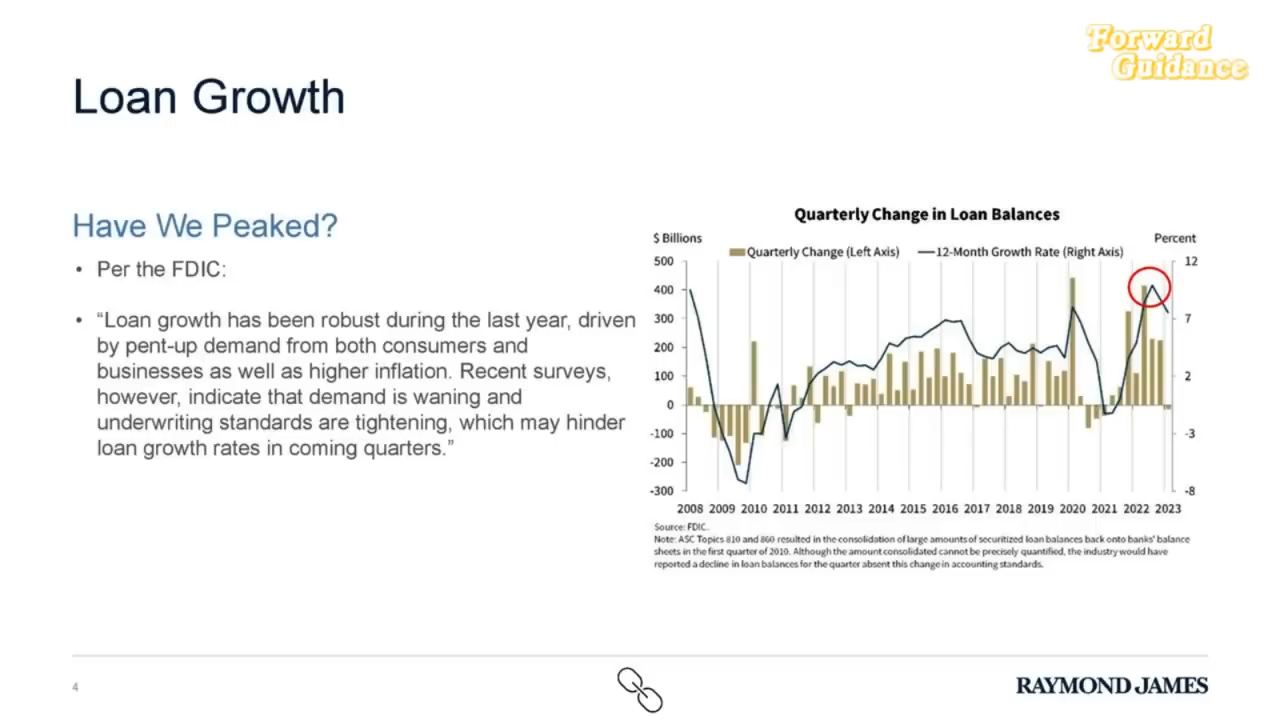 Forward
Guidance
Loan Growth
Have We Peaked?
• Per the FDIC:
• “Loan growth has been robust during the last year, driven
by pent-up demand from both consumers and
businesses as well as higher inflation. Recent surveys,
however, indicate that demand is waning and
underwriting standards are tightening, which may hinder
loan growth rates in coming quarters.”
Quarterly Change in Loan Balances
$ Billions
Percent
Quarterly Change (Left Axis)
12-Month Growth Rate (Right Axis)
500
400
300
200
100
0
-100
-200
-300
12
7
2
-3
-8
2008 2009 2010 2011 2012 2013 2014 2015 2016 2017 2018 2019 2020 2021 2022 2023
Source: FDIC.
Note: ASC Topics 810 and 860 resulted in the consolidation of large amounts of securitized loan balances back onto banks' balance
sheets in the first quarter of 2010. Although the amount consolidated cannot be precisely quantified, the industry would have
reported a decline in loan balances for the quarter absent this change in accounting standards.
4
RAYMOND JAMES